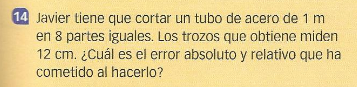 14 Javier tiene que cortar un tubo de acero de 1 m
en 8 partes iguales. Los trozos que obtiene miden
12 cm. ¿Cuál es el error absoluto y relativo que ha
cometido al hacerlo?